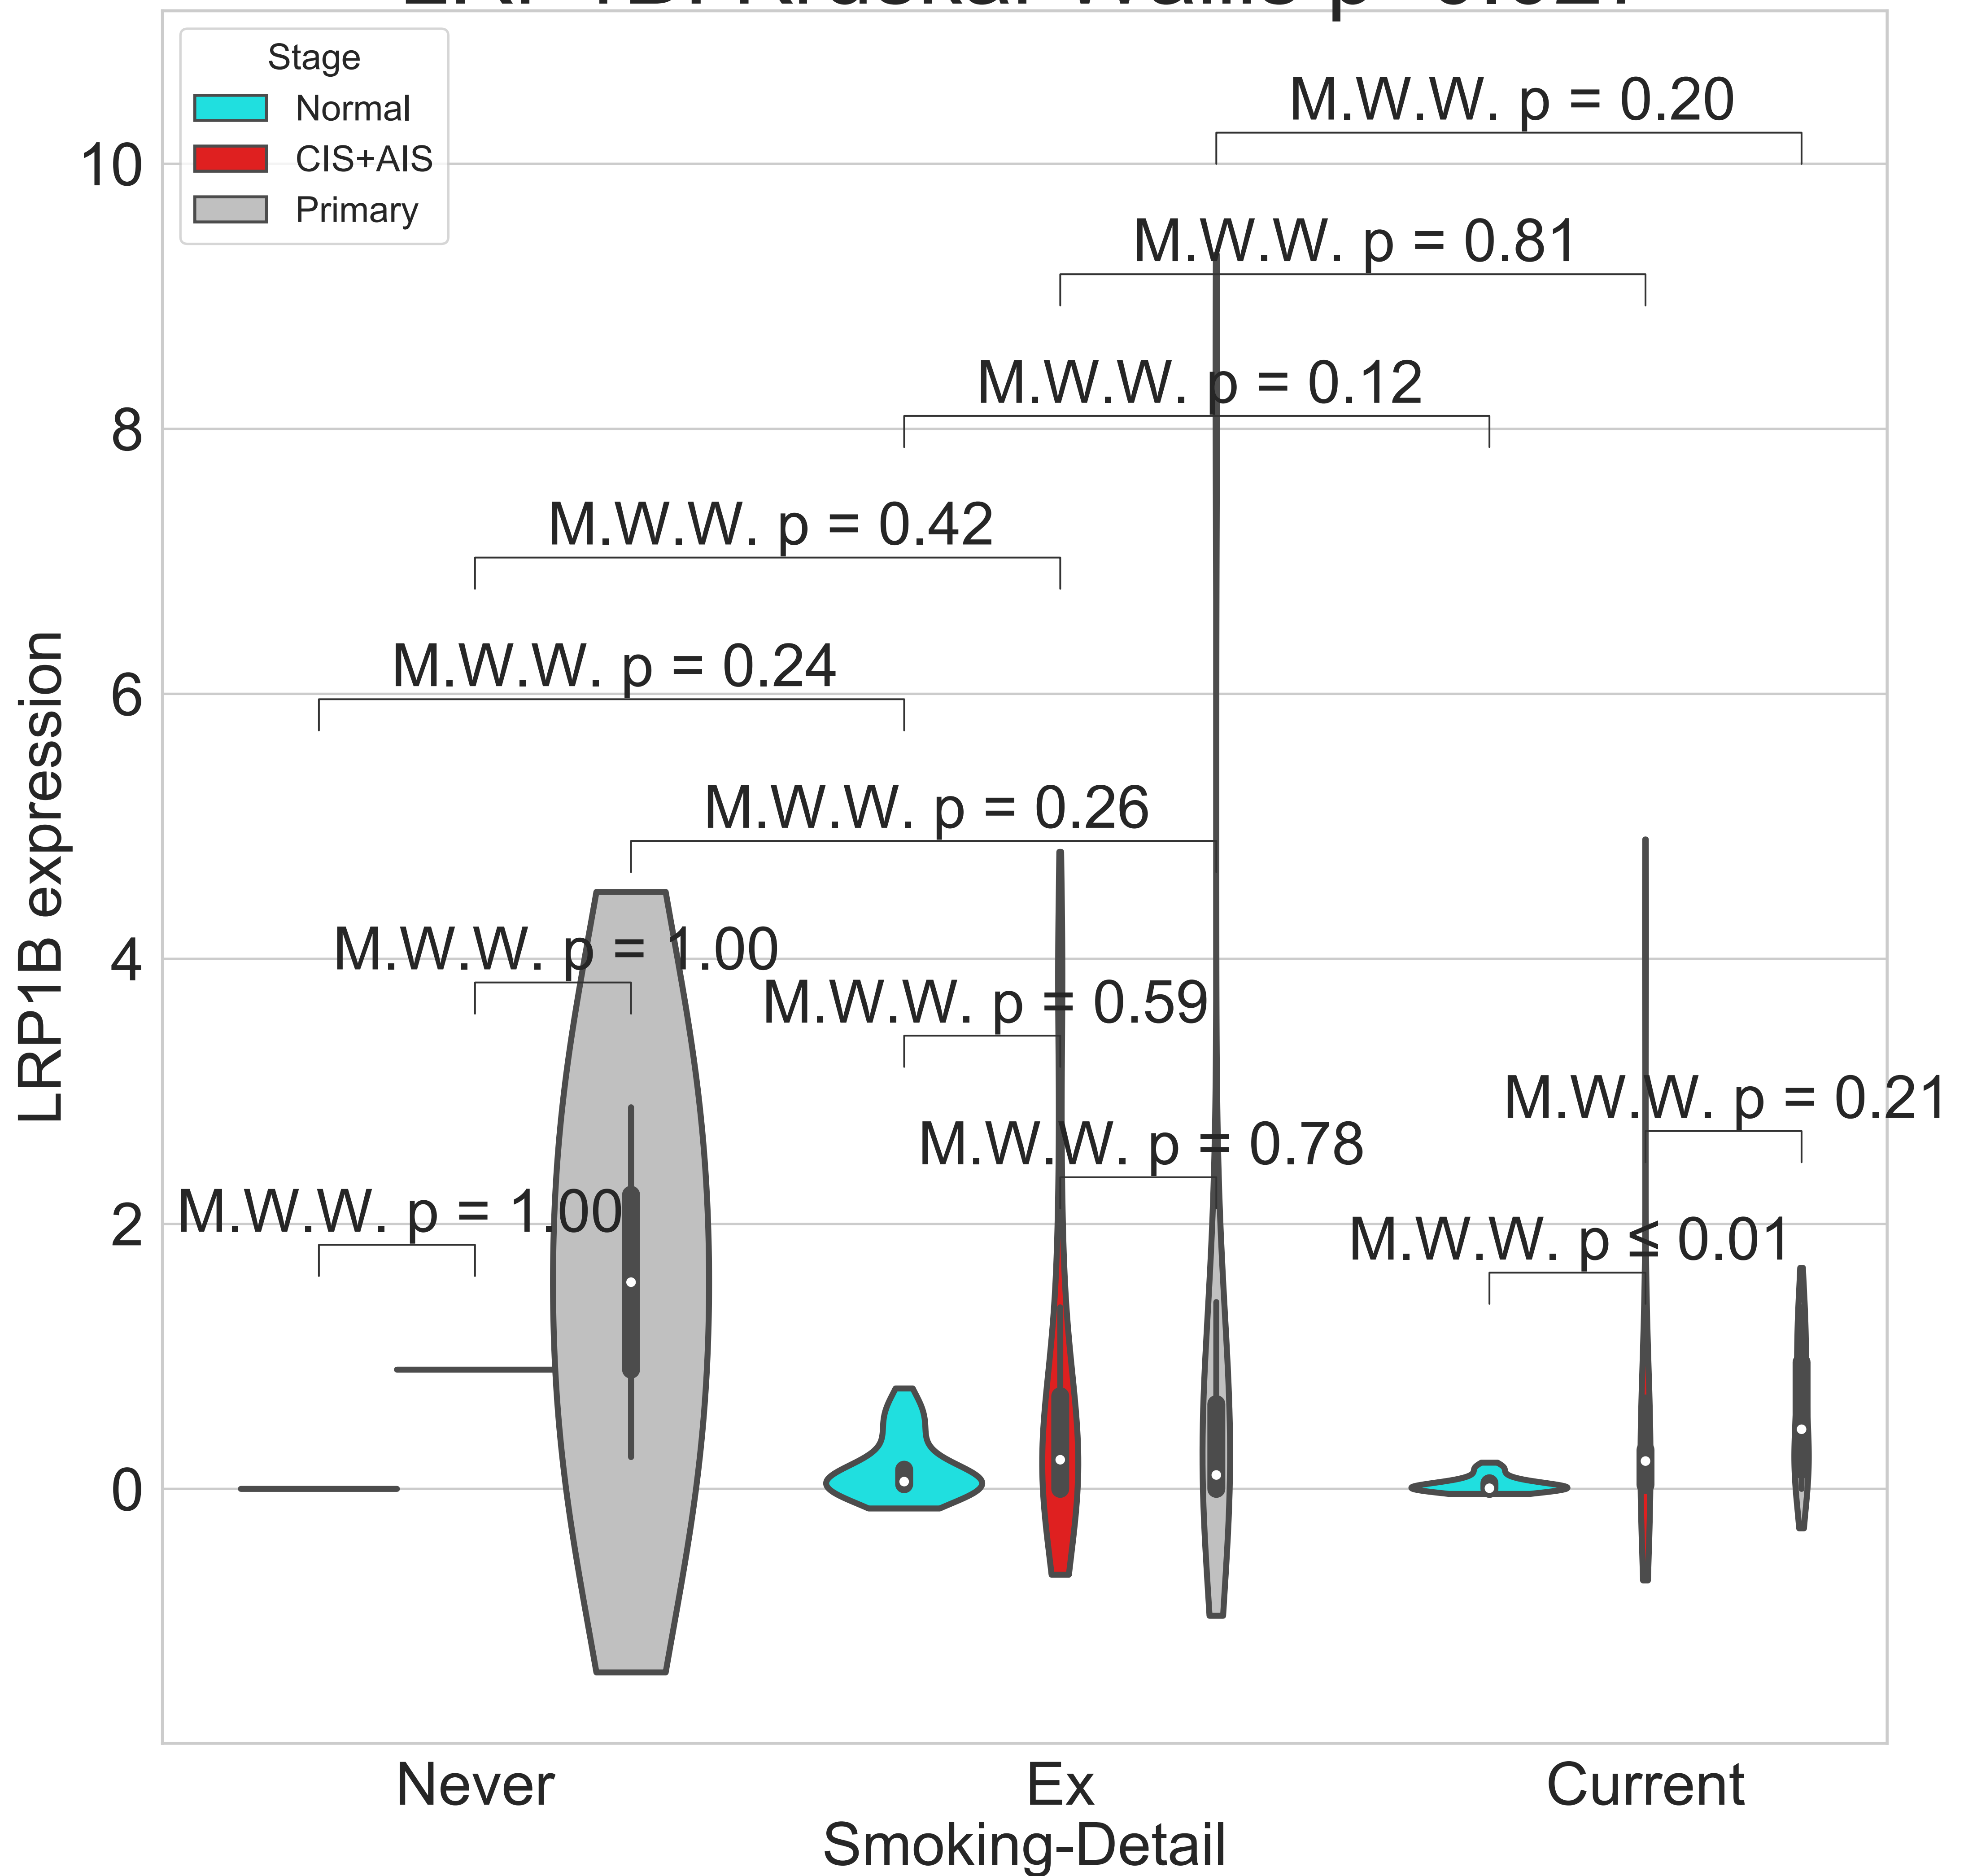 Stage
Normal
CIS+AIS
Primary
M.W.W. p = 0.20
M.W.W. p = 0.81
M.W.W. p = 0.12
M.W.W. p = 0.42
M.W.W. p = 0.24
M.W.W. p = 0.26
M.W.W. p = 1.00
M.W.W. p = 0.59
M.W.W. p = 0.21
M.W.W. p = 0.78
M.W.W. p = 1.00
M.W.W. p ≤ 0.01
10
8
6
4
2
0
LRP1B expression
Never
Ex
Current
Smoking-Detail